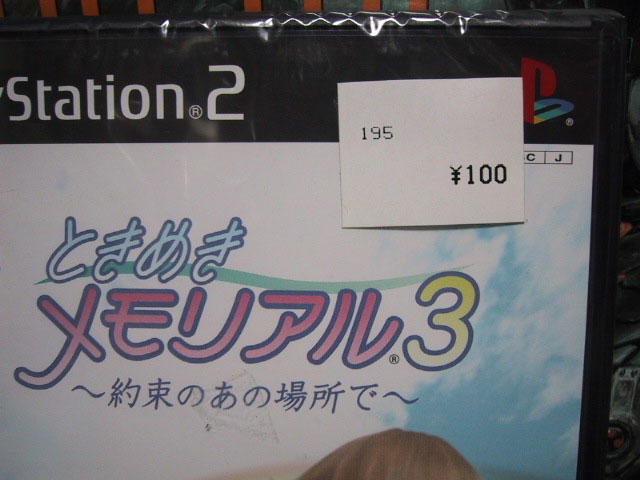 PlayStation®2
195
¥100
C J
ときめき
メモリアル®3
～約束のあの場所で～